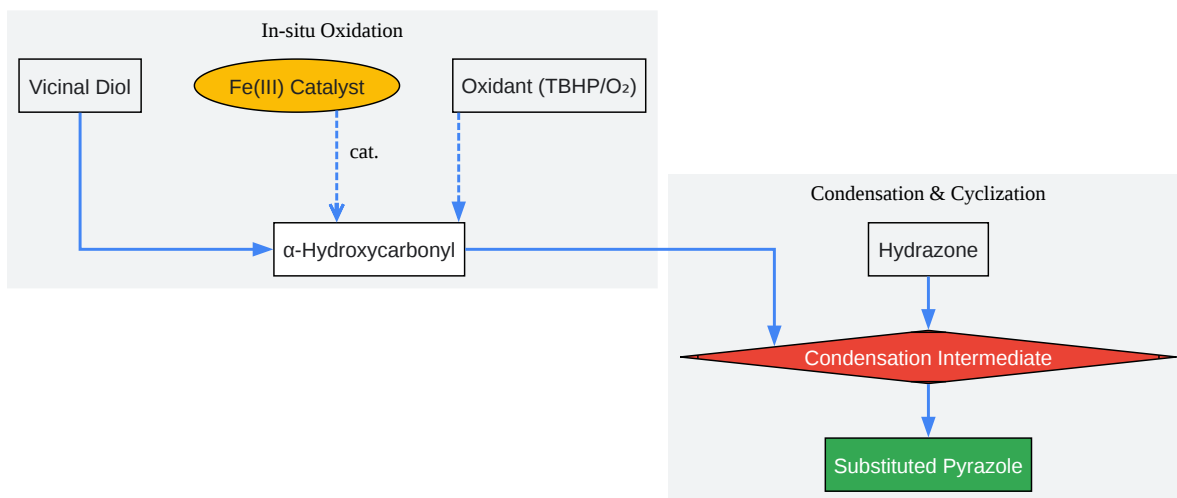 In-situ Oxidation
Vicinal Diol
Fe(III) Catalyst
Oxidant (TBHP/O₂)
cat.
α-Hydroxycarbonyl
Condensation & Cyclization
Hydrazone
Condensation Intermediate
Substituted Pyrazole